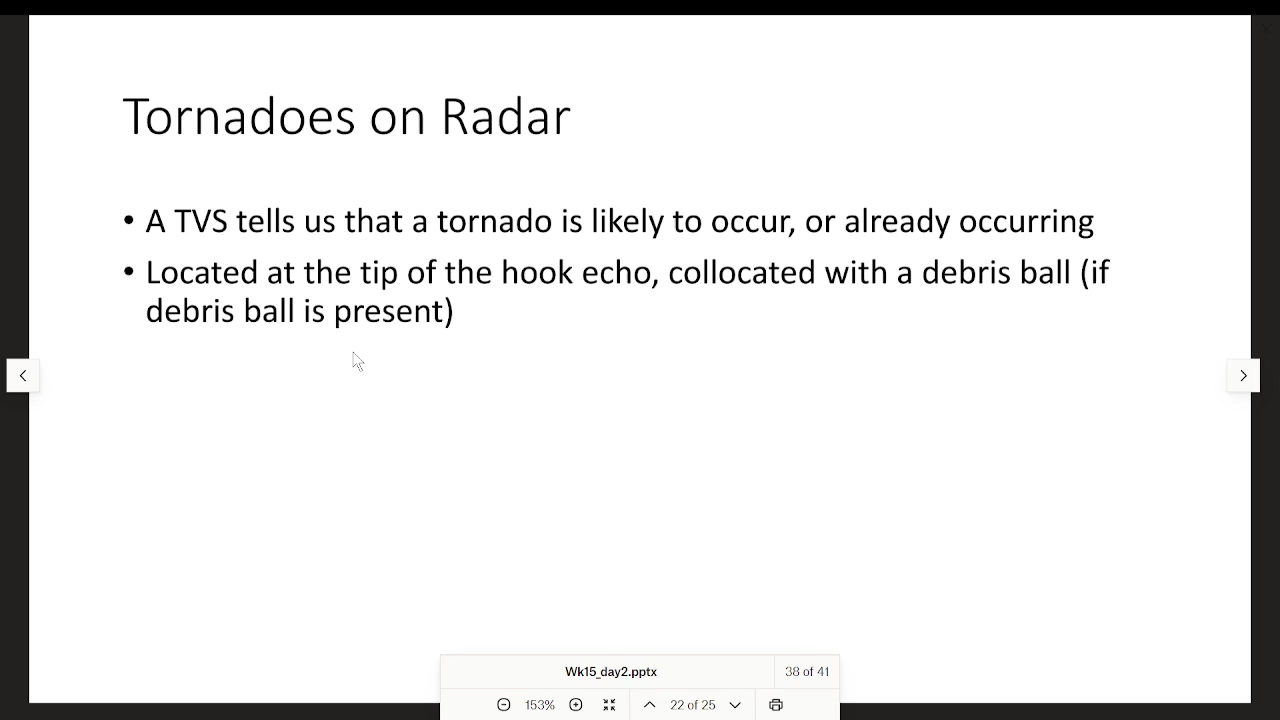 Tornadoes on Radar
• A TVS tells us that a tornado is likely to occur, or already occurring
• Located at the tip of the hook echo, collocated with a debris ball (if
debris ball is present)
Wk15_day2.pptx 38 of 41
153% 22 of 25